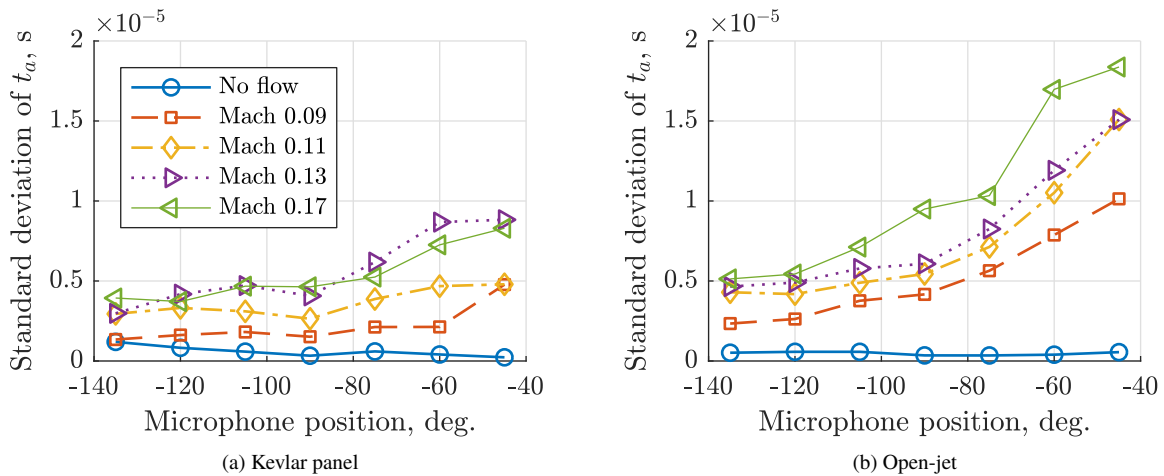 ×10⁻⁵
2
1.5
1
0.5
0
Standard deviation of tₐ, s
No flow
Mach 0.09
Mach 0.11
Mach 0.13
Mach 0.17
-140 -120 -100 -80 -60 -40
Microphone position, deg.
(a) Kevlar panel
×10⁻⁵
2
1.5
1
0.5
0
Standard deviation of tₐ, s
-140 -120 -100 -80 -60 -40
Microphone position, deg.
(b) Open-jet